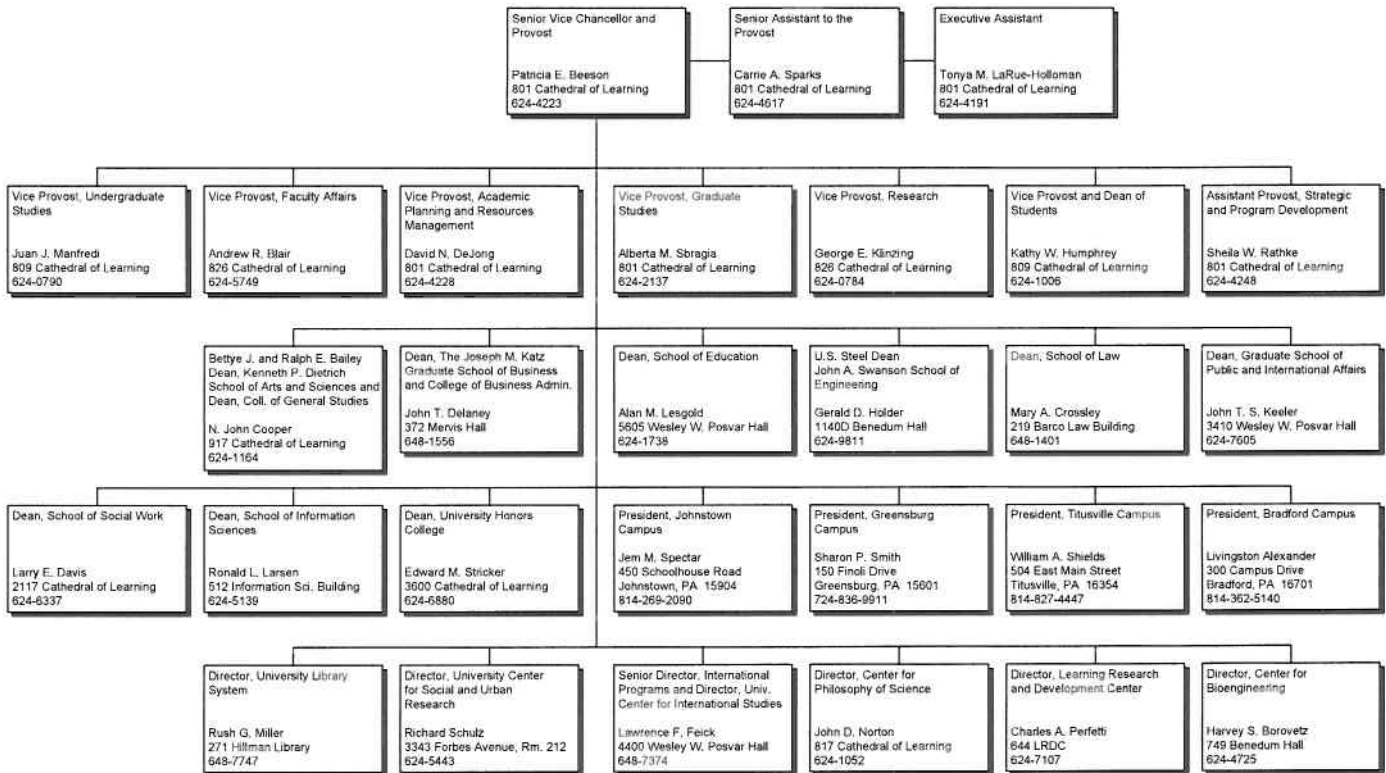 Senior Vice Chancellor and
Provost
Patricia E. Beeson
801 Cathedral of Learning
624-4223
Senior Assistant to the
Provost
Carrie A. Sparks
801 Cathedral of Learning
624-4617
Executive Assistant
Tonya M. LaRue-Holloman
801 Cathedral of Learning
624-4191
Vice Provost, Undergraduate
Studies
Juan J. Manfredi
809 Cathedral of Learning
624-0790
Vice Provost, Faculty Affairs
Andrew R. Blair
826 Cathedral of Learning
624-5749
Vice Provost, Academic
Planning and Resources
Management
David N. DeJong
801 Cathedral of Learning
624-4228
Vice Provost, Graduate
Studies
Alberta M. Sbragia
801 Cathedral of Learning
624-2137
Vice Provost, Research
George E. Klinzing
826 Cathedral of Learning
624-0784
Vice Provost and Dean of
Students
Kathy W. Humphrey
809 Cathedral of Learning
624-1006
Assistant Provost, Strategic
and Program Development
Sheila W. Rathke
801 Cathedral of Learning
624-4248
Bettye J. and Ralph E. Bailey
Dean, Kenneth P. Dietrich
School of Arts and Sciences and
Dean, Coll. of General Studies
N. John Cooper
917 Cathedral of Learning
624-1164
Dean, The Joseph M. Katz
Graduate School of Business
and College of Business Admin.
John T. Delaney
372 Mervis Hall
648-1556
Dean, School of Education
Alan M. Lesgold
5605 Wesley W. Posvar Hall
624-1738
U.S. Steel Dean
John A. Swanson School of
Engineering
Gerald D. Holder
1140D Benedum Hall
624-9811
Dean, School of Law
Mary A. Crossley
219 Barco Law Building
648-1401
Dean, Graduate School of
Public and International Affairs
John T. S. Keeler
3410 Wesley W. Posvar Hall
624-7605
Dean, School of Social Work
Larry E. Davis
2117 Cathedral of Learning
624-6337
Dean, School of Information
Sciences
Ronald L. Larsen
512 Information Sci. Building
624-5139
Dean, University Honors
College
Edward M. Stricker
3600 Cathedral of Learning
624-6880
President, Johnstown
Campus
Jem M. Spectar
450 Schoolhouse Road
Johnstown, PA  15904
814-269-2090
President, Greensburg
Campus
Sharon P. Smith
150 Finoli Drive
Greensburg, PA  15601
724-836-9911
President, Titusville Campus
William A. Shields
504 East Main Street
Titusville, PA  16354
814-827-4447
President, Bradford Campus
Livingston Alexander
300 Campus Drive
Bradford, PA  16701
814-362-5140
Director, University Library
System
Rush G. Miller
271 Hillman Library
648-7747
Director, University Center
for Social and Urban
Research
Richard Schulz
3343 Forbes Avenue, Rm. 212
624-5443
Senior Director, International
Programs and Director, Univ.
Center for International Studies
Lawrence F. Feick
4400 Wesley W. Posvar Hall
648-7374
Director, Center for
Philosophy of Science
John D. Norton
817 Cathedral of Learning
624-1052
Director, Learning Research
and Development Center
Charles A. Perfetti
644 LRDC
624-7107
Director, Center for
Bioengineering
Harvey S. Borovetz
749 Benedum Hall
624-4725